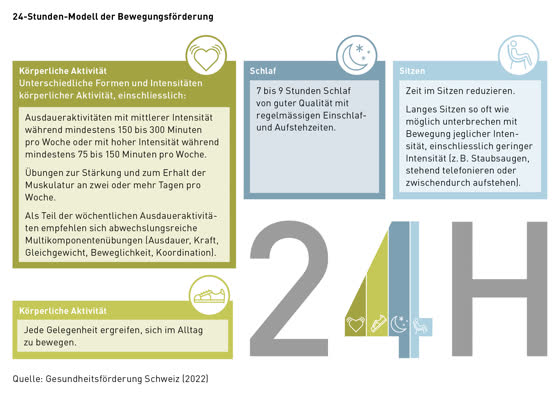 24-Stunden-Modell der Bewegungsförderung
Körperliche Aktivität
Unterschiedliche Formen und Intensitäten
körperlicher Aktivität, einschliesslich:
Ausdaueraktivitäten mit mittlerer Intensität
während mindestens 150 bis 300 Minuten
pro Woche oder mit hoher Intensität während
mindestens 75 bis 150 Minuten pro Woche.
Übungen zur Stärkung und zum Erhalt der
Muskulatur an zwei oder mehr Tagen pro
Woche.
Als Teil der wöchentlichen Ausdaueraktivitä-
ten empfehlen sich abwechslungsreiche
Multikomponentenübungen (Ausdauer, Kraft,
Gleichgewicht, Beweglichkeit, Koordination).
Schlaf
7 bis 9 Stunden Schlaf
von guter Qualität mit
regelmässigen Einschlaf-
und Aufstehzeiten.
Sitzen
Zeit im Sitzen reduzieren.
Langes Sitzen so oft wie
möglich unterbrechen mit
Bewegung jeglicher Inten-
sität, einschliesslich geringer
Intensität (z. B. Staubsaugen,
stehend telefonieren oder
zwischendurch aufstehen).
Körperliche Aktivität
Jede Gelegenheit ergreifen, sich im Alltag
zu bewegen.
24H
Quelle: Gesundheitsförderung Schweiz (2022)